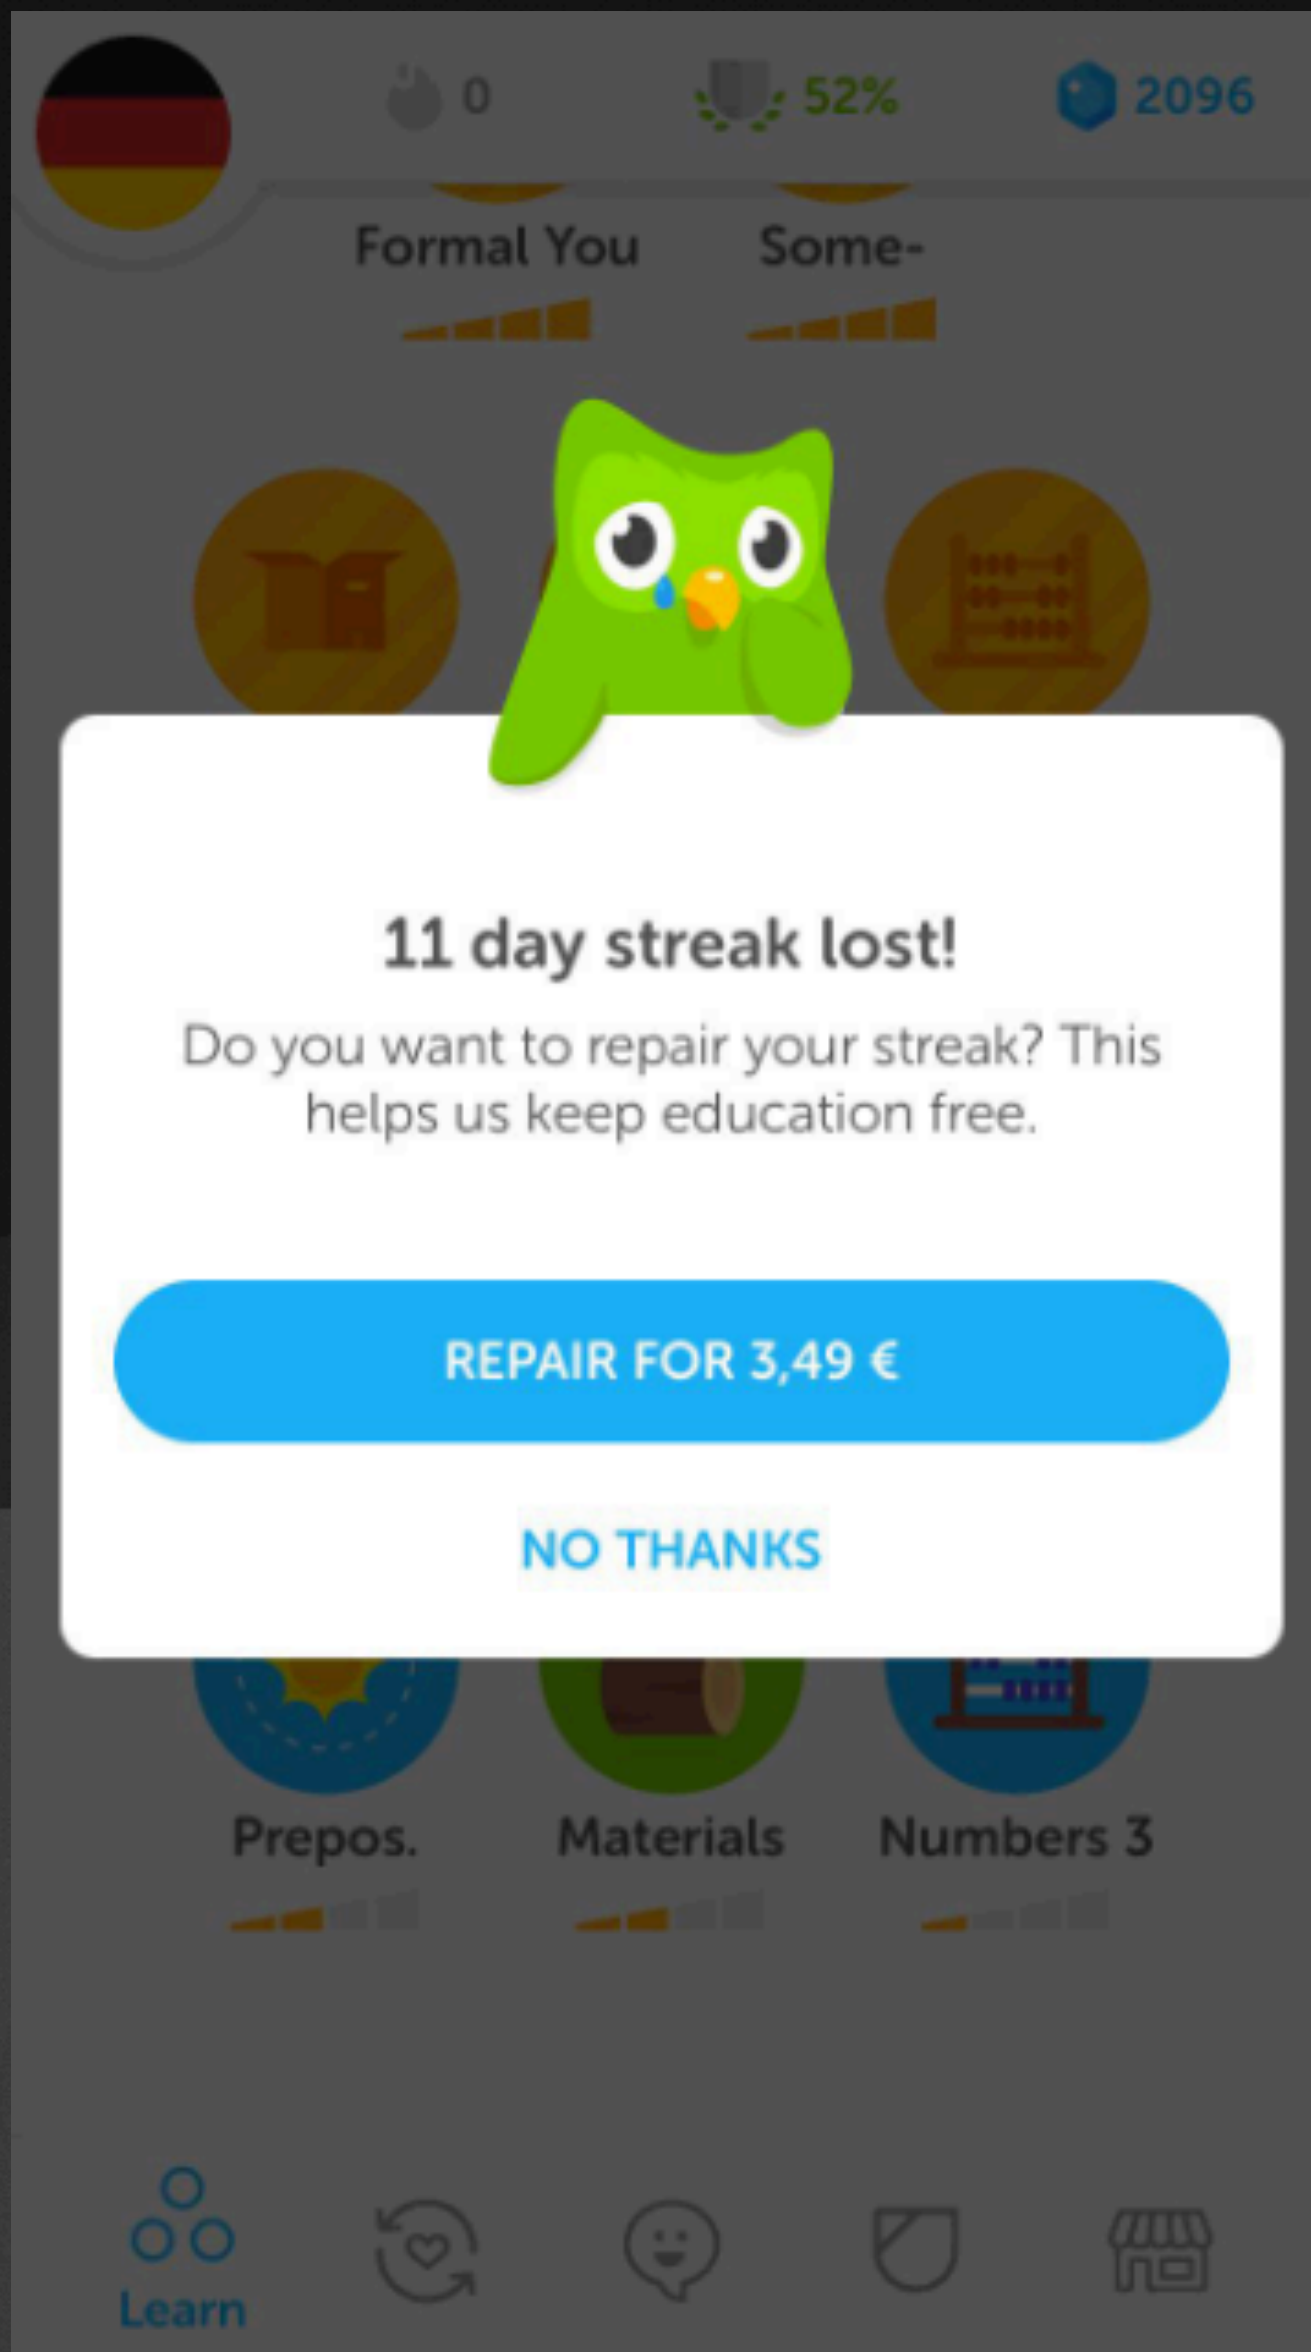 0 52% 2096
Formal You Some-
11 day streak lost!
Do you want to repair your streak? This
helps us keep education free.
REPAIR FOR 3,49 €
NO THANKS
Prepos. Materials Numbers 3
Learn